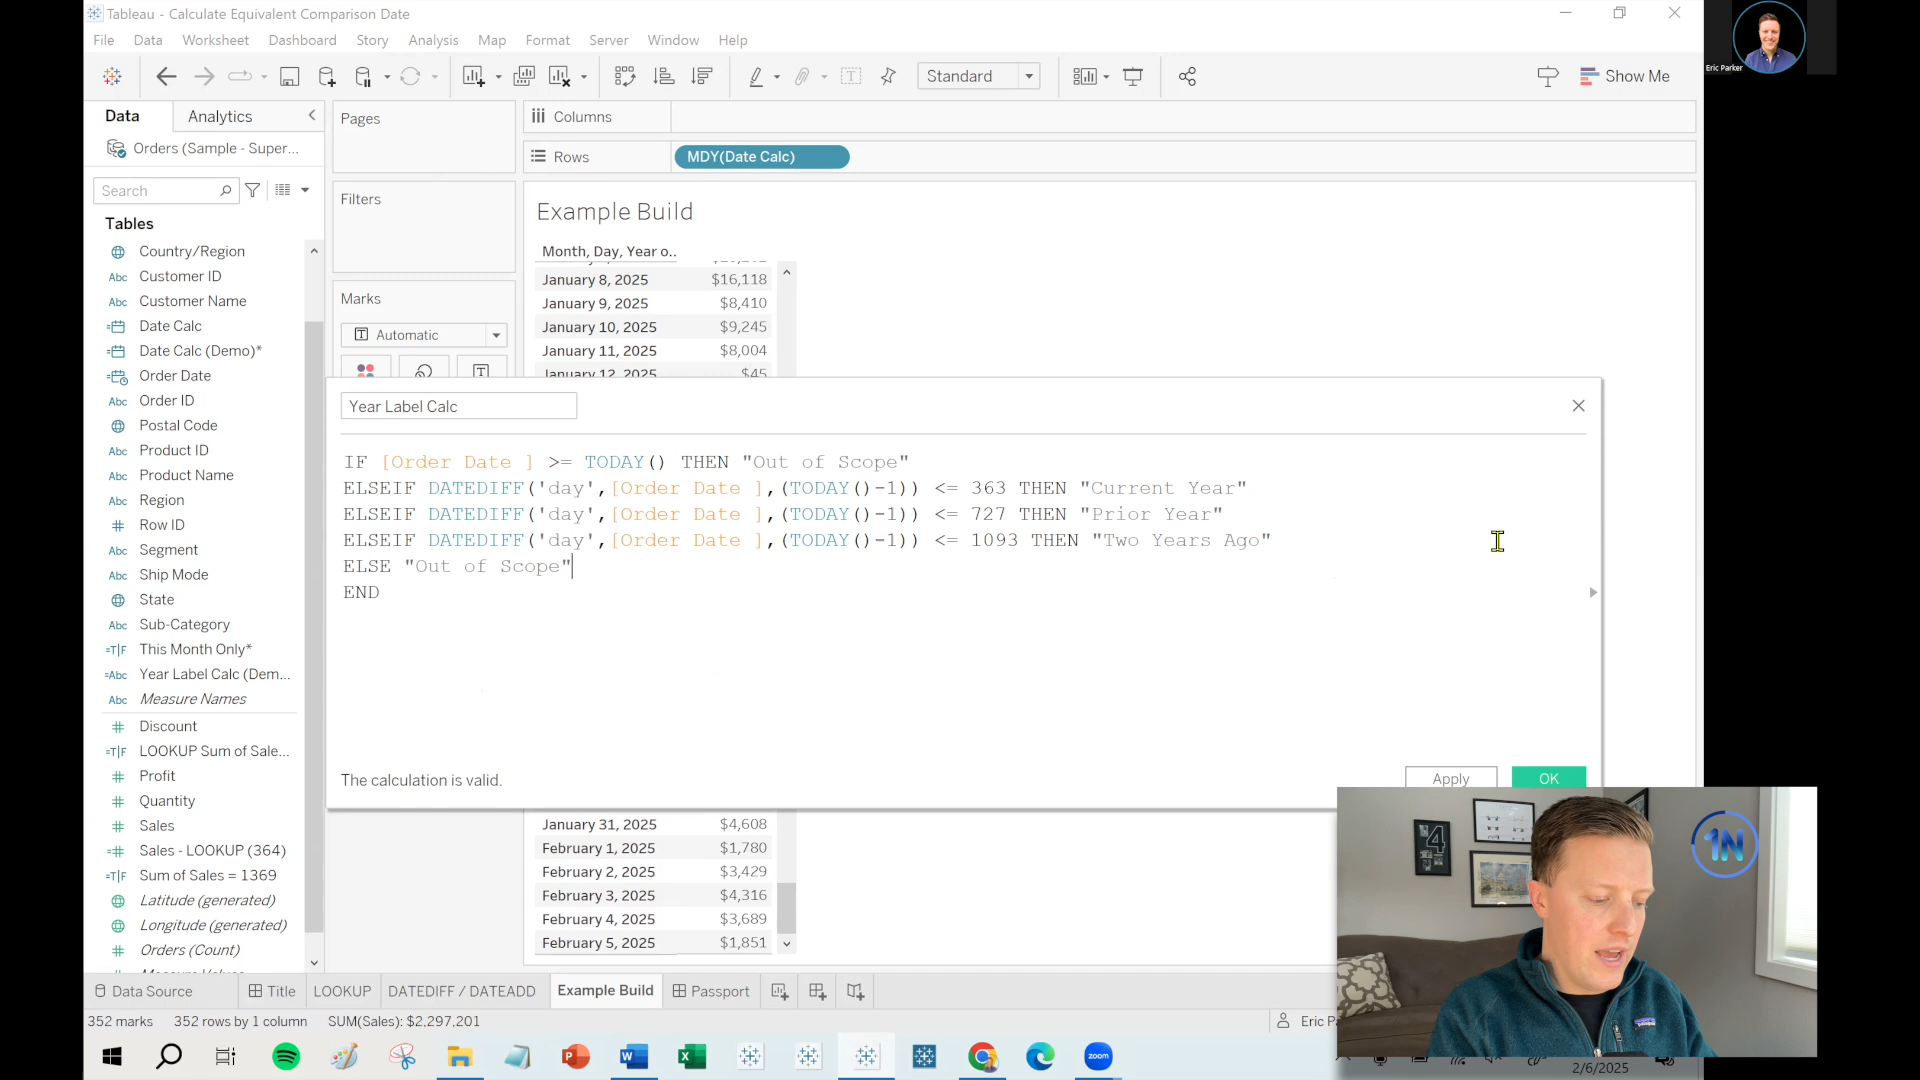 Tableau - Calculate Equivalent Comparison Date
File Data Worksheet Dashboard Story Analysis Map Format Server Window Help
Standard
Show Me
Eric Parker
Data
Analytics
Pages
Columns
Orders (Sample - Super...
Rows
MDY(Date Calc)
Search
Filters
Example Build
Tables
Month, Day, Year o..
Country/Region
Customer ID
January 8, 2025 $16,118
Customer Name
January 9, 2025 $8,410
Marks
Date Calc
January 10, 2025 $9,245
Automatic
Date Calc (Demo)*
January 11, 2025 $8,004
Order Date
January 12, 2025 $45
Order ID
Year Label Calc
Postal Code
Product ID
IF [Order Date ] >= TODAY() THEN "Out of Scope"
Product Name
ELSEIF DATEDIFF('day',[Order Date ],(TODAY()-1)) <= 363 THEN "Current Year"
Region
ELSEIF DATEDIFF('day',[Order Date ],(TODAY()-1)) <= 727 THEN "Prior Year"
Row ID
ELSEIF DATEDIFF('day',[Order Date ],(TODAY()-1)) <= 1093 THEN "Two Years Ago"
Segment
ELSE "Out of Scope"
Ship Mode
END
State
Sub-Category
This Month Only*
Year Label Calc (Dem...
Measure Names
Discount
LOOKUP Sum of Sale...
Profit
The calculation is valid.
Apply
OK
Quantity
Sales
January 31, 2025 $4,608
Sales - LOOKUP (364)
February 1, 2025 $1,780
Sum of Sales = 1369
February 2, 2025 $3,429
Latitude (generated)
February 3, 2025 $4,316
Longitude (generated)
February 4, 2025 $3,689
Orders (Count)
February 5, 2025 $1,851
Measure Values
Data Source
Title
LOOKUP
DATEDIFF / DATEADD
Example Build
Passport
352 marks 352 rows by 1 column SUM(Sales): $2,297,201
Eric P
zoom
2/6/2025
4
1N